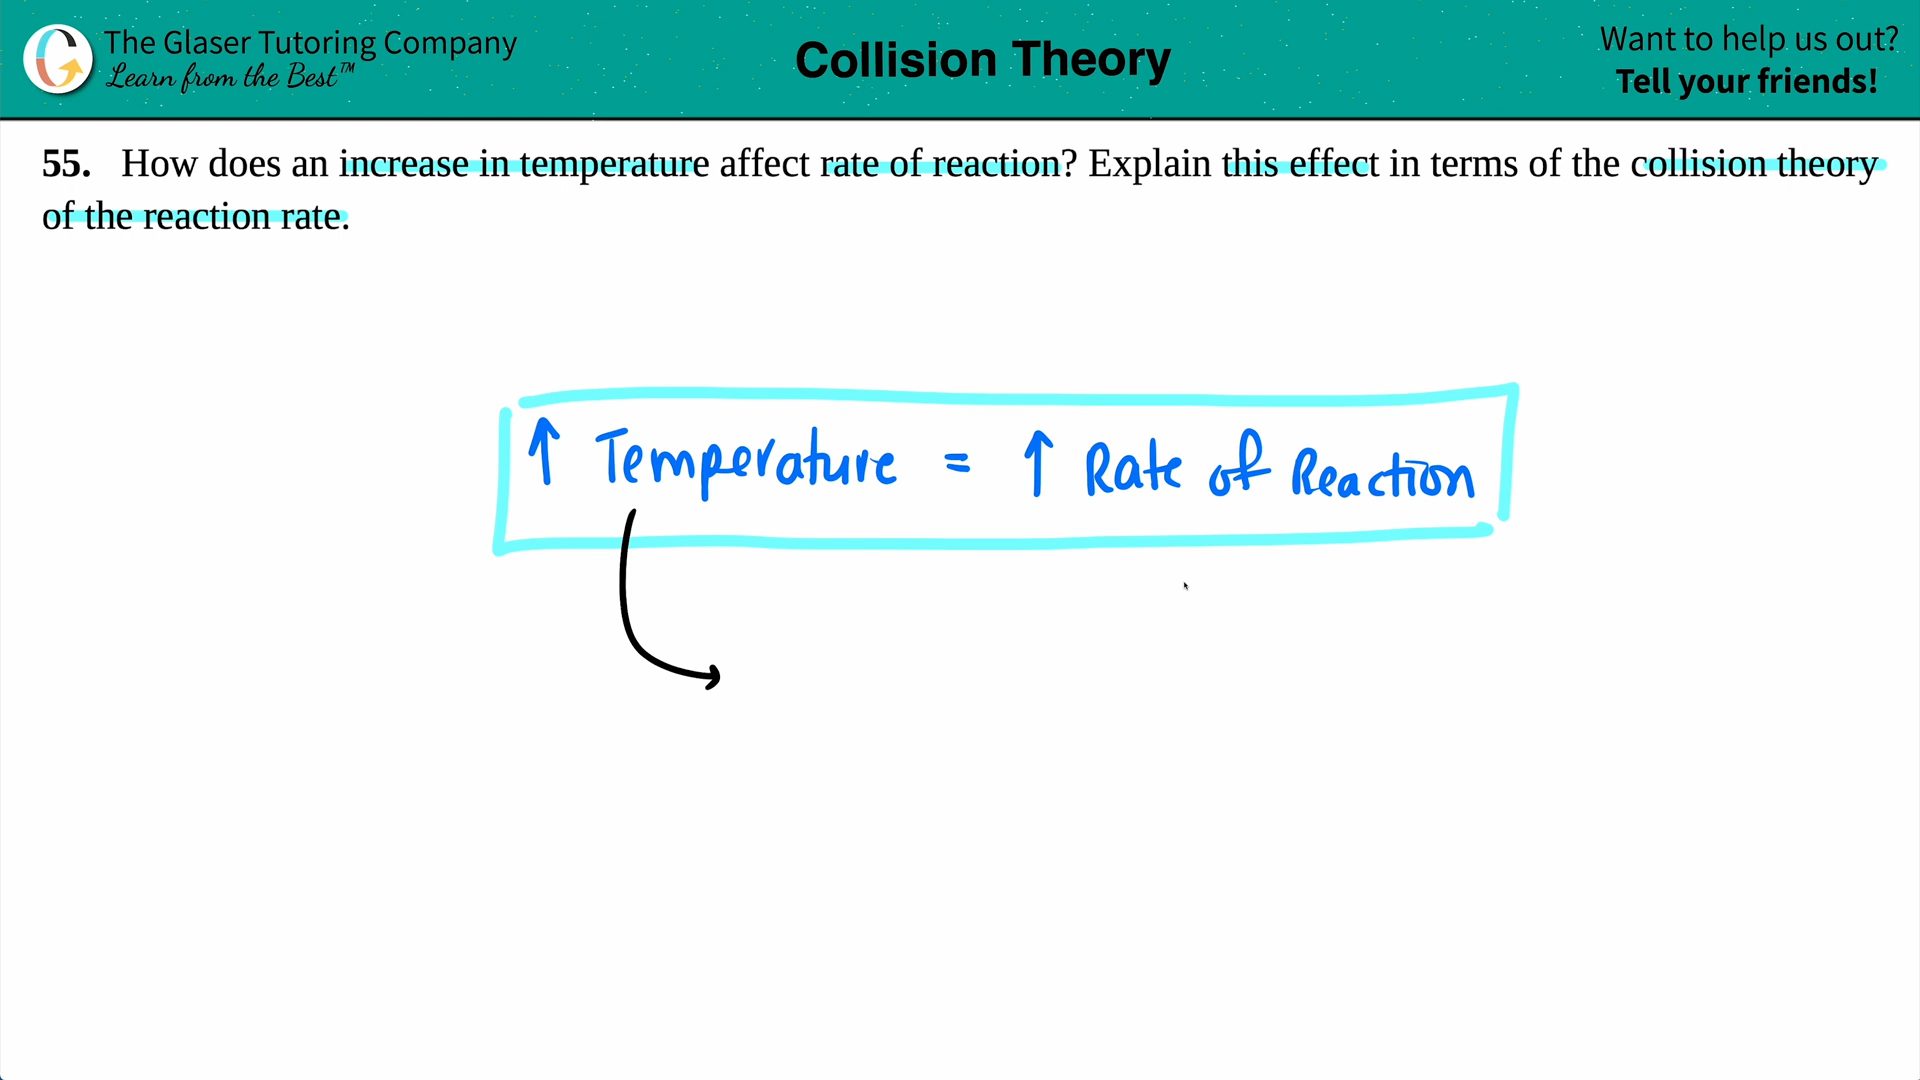 The Glaser Tutoring Company
Learn from the Best™
Collision Theory
Want to help us out?
Tell your friends!
55. How does an increase in temperature affect rate of reaction? Explain this effect in terms of the collision theory
of the reaction rate.
↑ Temperature = ↑ Rate of Reaction